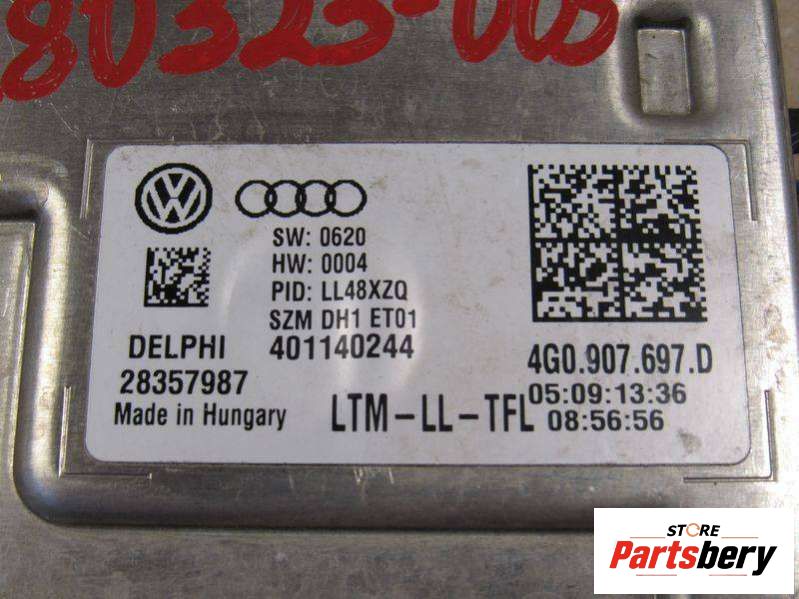 80323-005
SW: 0620
HW: 0004
PID: LL48XZQ
SZM DH1 ET01
DELPHI 401140244
28357987
Made in Hungary
LTM-LL-TFL
4G0.907.697.D
05:09:13:36
08:56:56
STORE
Partsbery